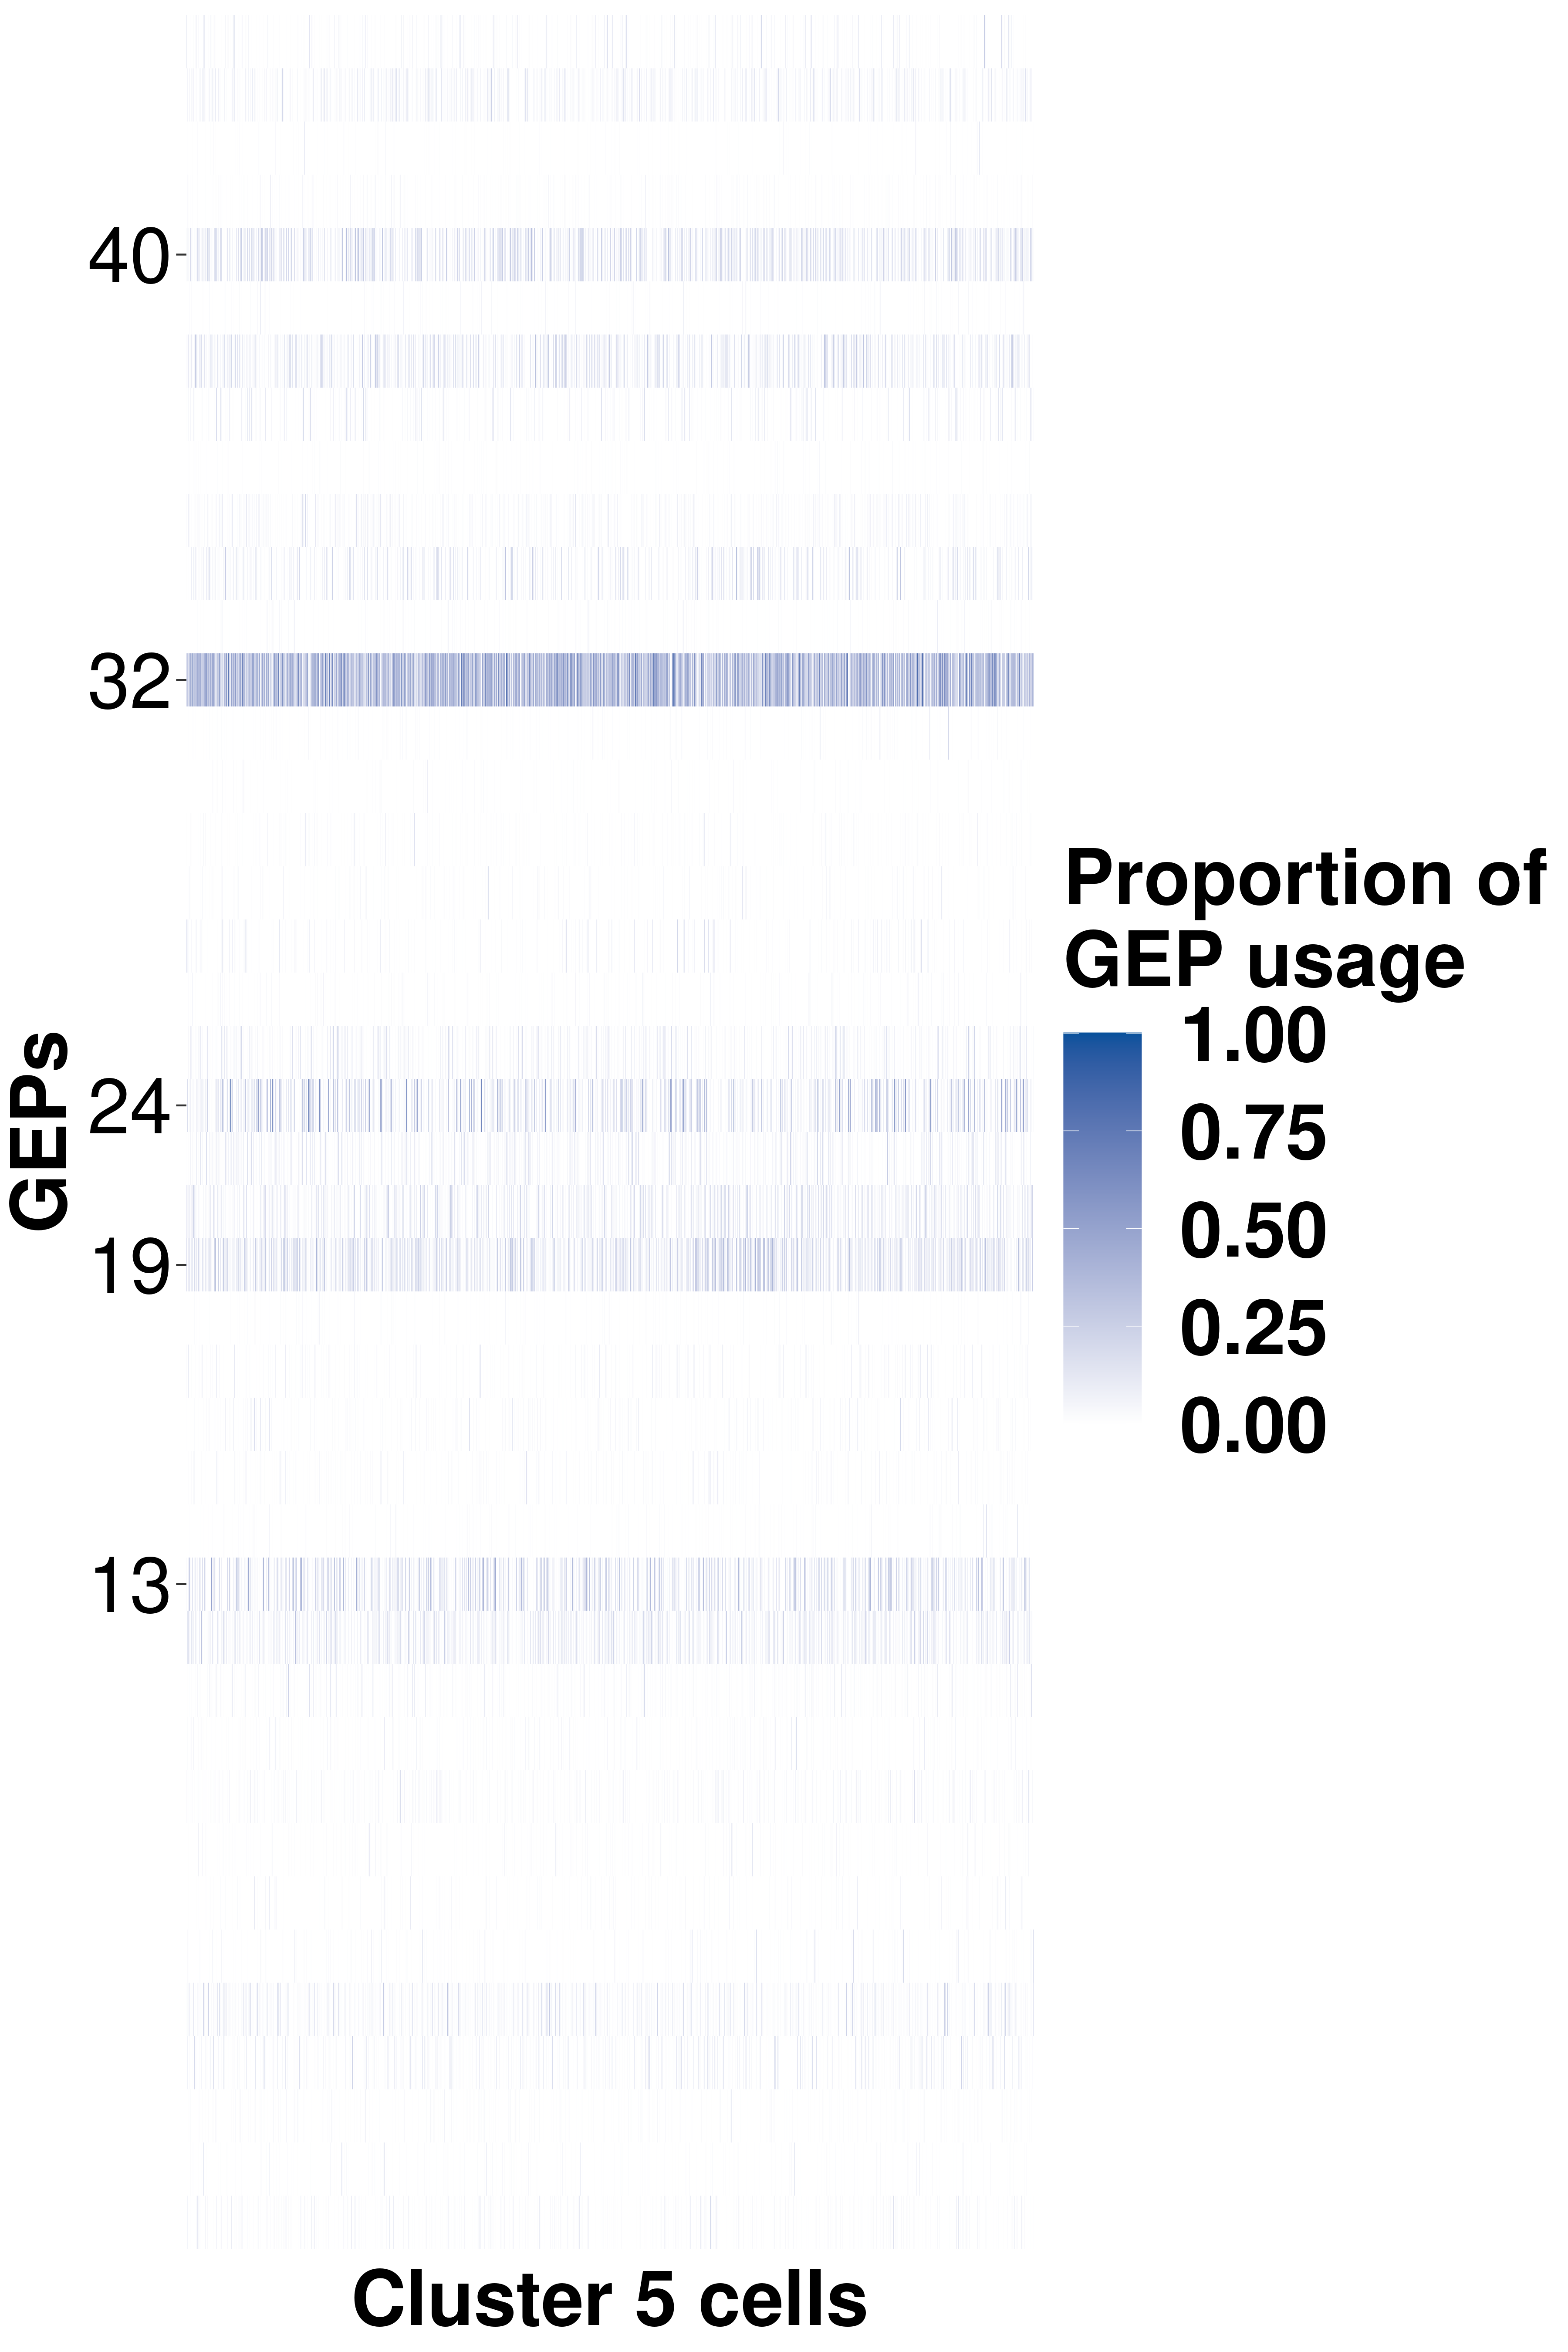 40
32
24
19
13
GEPs
Cluster 5 cells
Proportion of
GEP usage
1.00
0.75
0.50
0.25
0.00